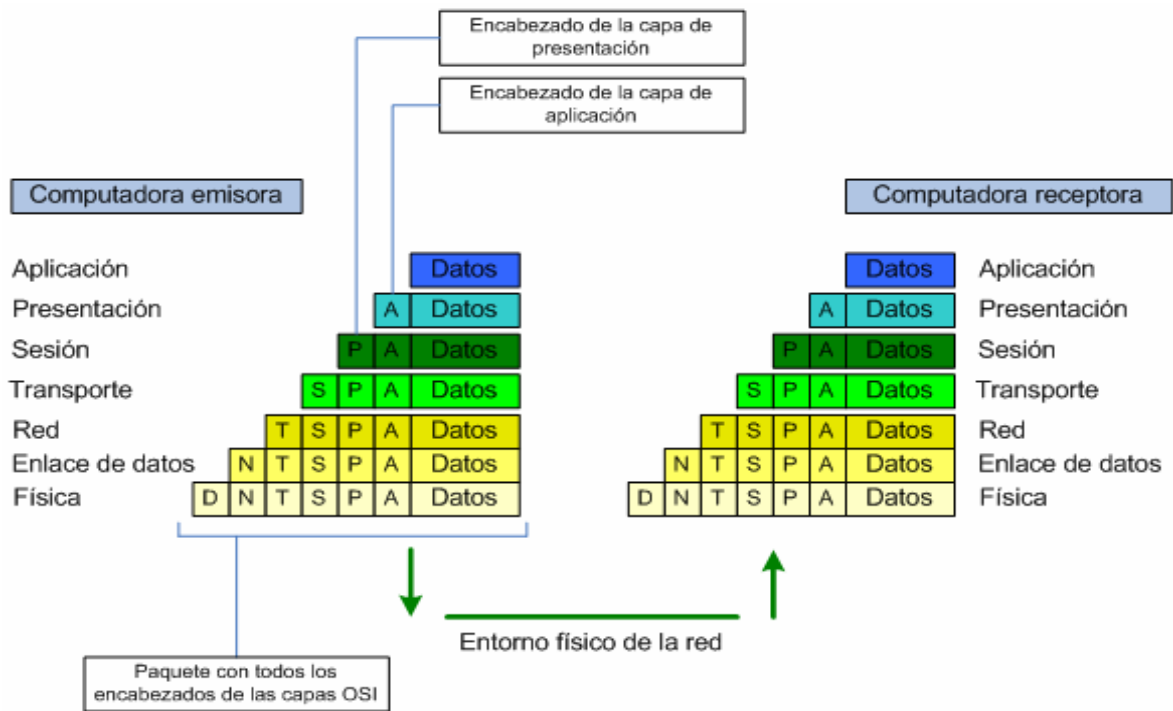 Encabezado de la capa de
presentación
Encabezado de la capa de
aplicación
Computadora emisora
Computadora receptora
Aplicación
Datos
Datos
Aplicación
Presentación
A Datos
A Datos
Presentación
Sesión
P A Datos
P A Datos
Sesión
Transporte
S P A Datos
S P A Datos
Transporte
Red
T S P A Datos
T S P A Datos
Red
Enlace de datos
N T S P A Datos
N T S P A Datos
Enlace de datos
Física
D N T S P A Datos
D N T S P A Datos
Física
Entorno físico de la red
Paquete con todos los
encabezados de las capas OSI